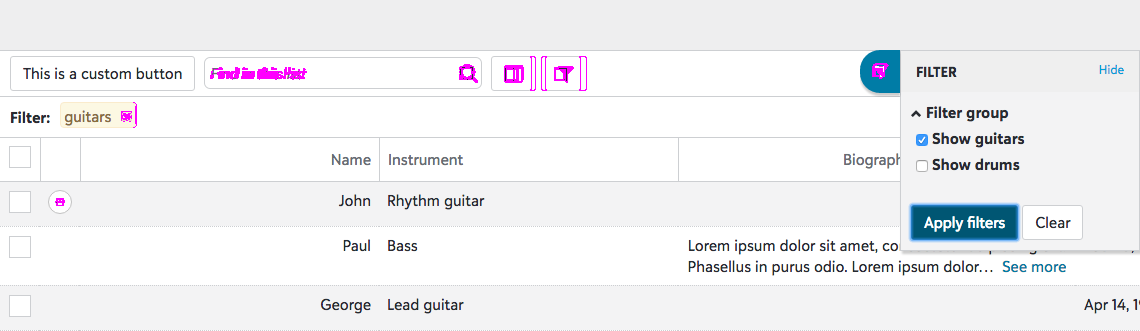 This is a custom button
Find in this list
FILTER
Hide
Filter:
guitars
Filter group
Show guitars
Show drums
Apply filters
Clear
Name
Instrument
Biograph
John
Rhythm guitar
Paul
Bass
Lorem ipsum dolor sit amet,
Phasellus in purus odio. Lorem ipsum dolor... See more
George
Lead guitar
Apr 14,